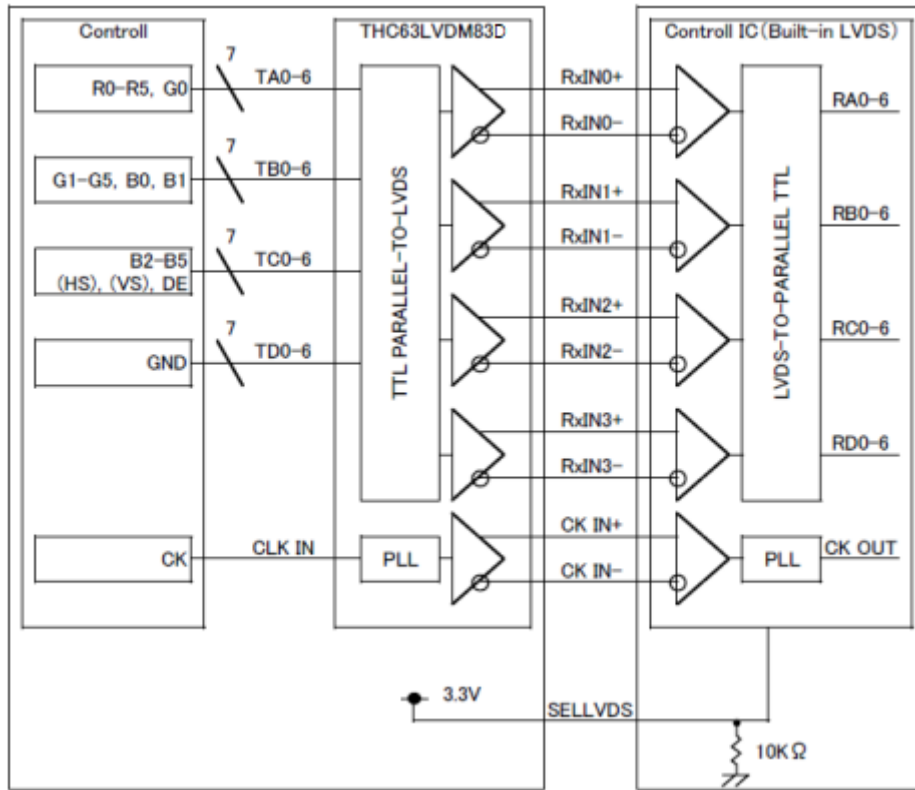 Controll
THC63LVDM83D
Controll IC(Built-in LVDS)
R0-R5, G0
7
TA0-6
RxIN0+
RxIN0-
RA0-6
G1-G5, B0, B1
7
TB0-6
RxIN1+
RxIN1-
RB0-6
B2-B5
(HS), (VS), DE
7
TC0-6
RxIN2+
RxIN2-
RC0-6
GND
7
TD0-6
RxIN3+
RxIN3-
RD0-6
TTL PARALLEL-TO-LVDS
LVDS-TO-PARALLEL TTL
CK
CLK IN
PLL
CK IN+
CK IN-
PLL
CK OUT
3.3V
SELLVDS
10KΩ